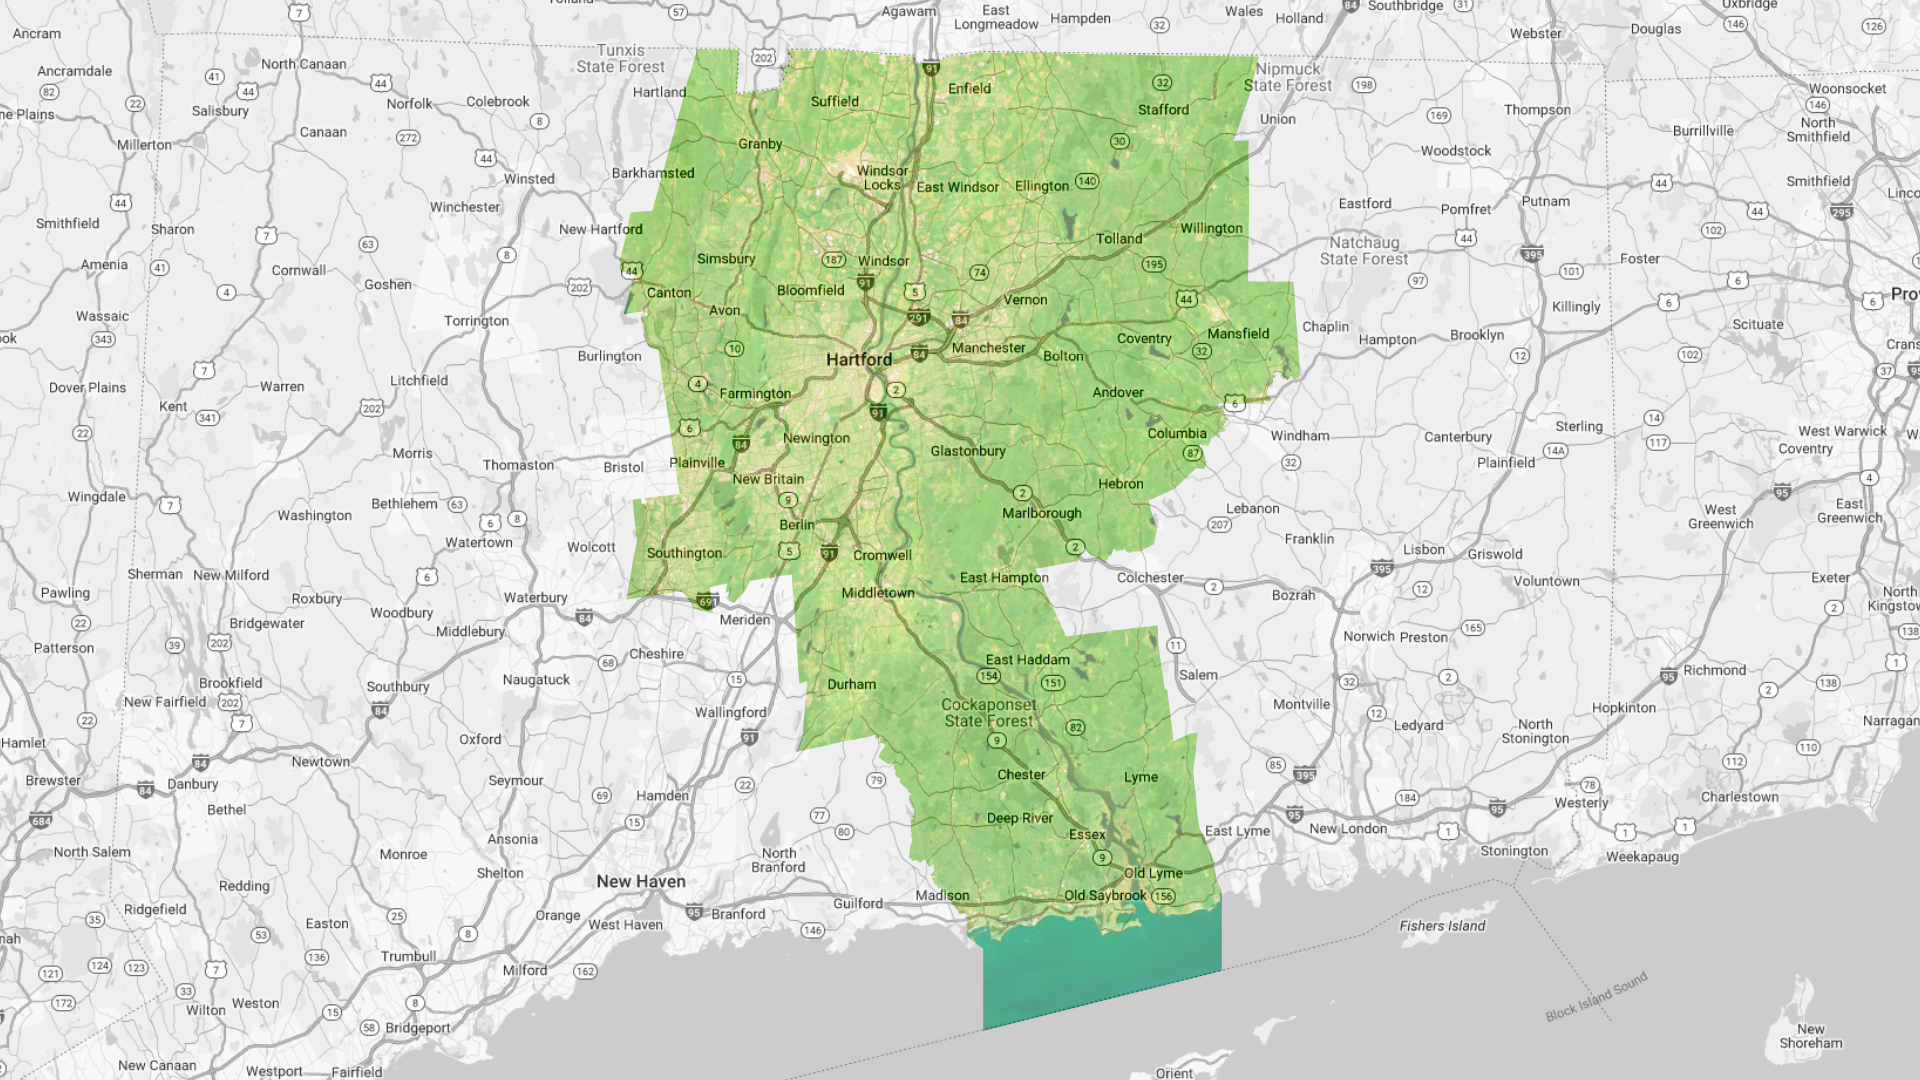 Agawam
East
Longmeadow
Hampden
Wales
Holland
Southbridge
Webster
Douglas
Uxbridge
Ancram
Tunxis
State Forest
North Canaan
Ancramdale
Hartland
Suffield
Enfield
Stafford
Nipmuck
State Forest
Union
Thompson
Woonsocket
Salisbury
Norfolk
Colebrook
Canaan
Millerton
Granby
North
Smithfield
Burrillville
Woodstock
Barkhamsted
Winsted
Windsor
Locks
East Windsor
Ellington
Smithfield
Winchester
New Hartford
Eastford
Pomfret
Putnam
Smithfield
Sharon
Simsbury
Windsor
Tolland
Willington
Natchaug
State Forest
Foster
Amenia
Cornwall
Goshen
Canton
Bloomfield
Vernon
Killingly
Wassaic
Torrington
Avon
Hartford
Manchester
Bolton
Coventry
Mansfield
Chaplin
Hampton
Brooklyn
Scituate
Burlington
Litchfield
Dover Plains
Warren
Kent
Farmington
Andover
Newington
Glastonbury
Columbia
Windham
Canterbury
Sterling
West Warwick
Coventry
Morris
Thomaston
Bristol
Plainville
New Britain
Hebron
Plainfield
Wingdale
Bethlehem
Washington
Watertown
Wolcott
Berlin
Marlborough
Lebanon
Franklin
West
Greenwich
East
Greenwich
Southington
Cromwell
East Hampton
Colchester
Lisbon
Griswold
Voluntown
Exeter
Sherman
New Milford
Pawling
Roxbury
Woodbury
Waterbury
Middletown
Bozrah
North
Bridgewater
Middlebury
Meriden
Norwich
Preston
Patterson
Cheshire
East Haddam
Salem
Richmond
Brookfield
New Fairfield
Southbury
Naugatuck
Durham
Wallingford
Cockaponset
State Forest
Montville
Ledyard
North
Stonington
Hopkinton
Oxford
Newtown
Brewster
Danbury
Seymour
Hamden
Chester
Lyme
Charlestown
Westerly
Bethel
Ansonia
Deep River
Essex
East Lyme
New London
North Salem
Monroe
Shelton
North
Branford
Stonington
Weekapaug
Redding
New Haven
Old Lyme
Old Saybrook
Madison
Guilford
Branford
Ridgefield
Easton
Orange
West Haven
Fishers Island
Trumbull
Milford
Weston
Wilton
Bridgeport
Block Island Sound
New
Shoreham
New Canaan
Westport
Fairfield
Orient